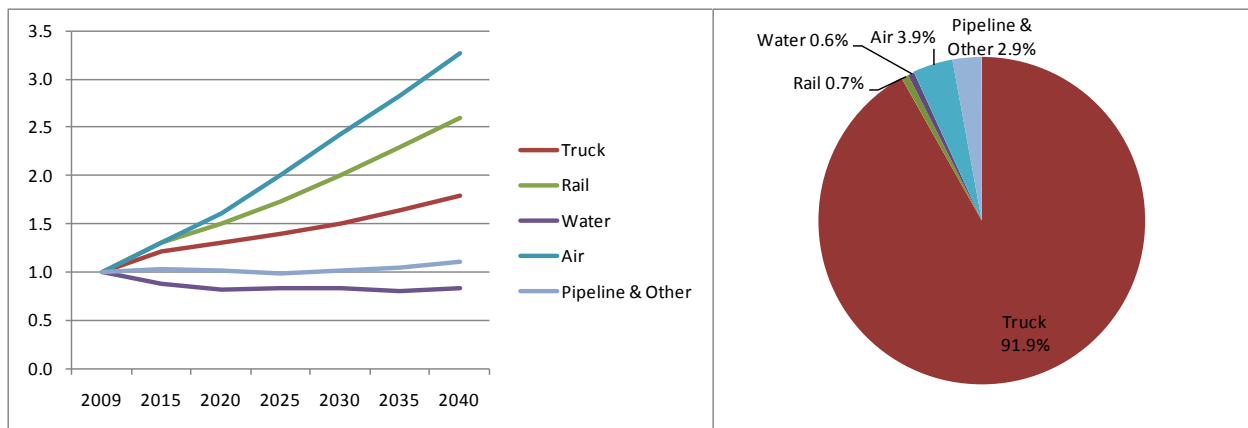 3.5
3.0
2.5
2.0
1.5
1.0
0.5
0.0
2009 2015 2020 2025 2030 2035 2040
Truck
Rail
Water
Air
Pipeline & Other
Pipeline &
Other 2.9%
Air 3.9%
Water 0.6%
Rail 0.7%
Truck
91.9%